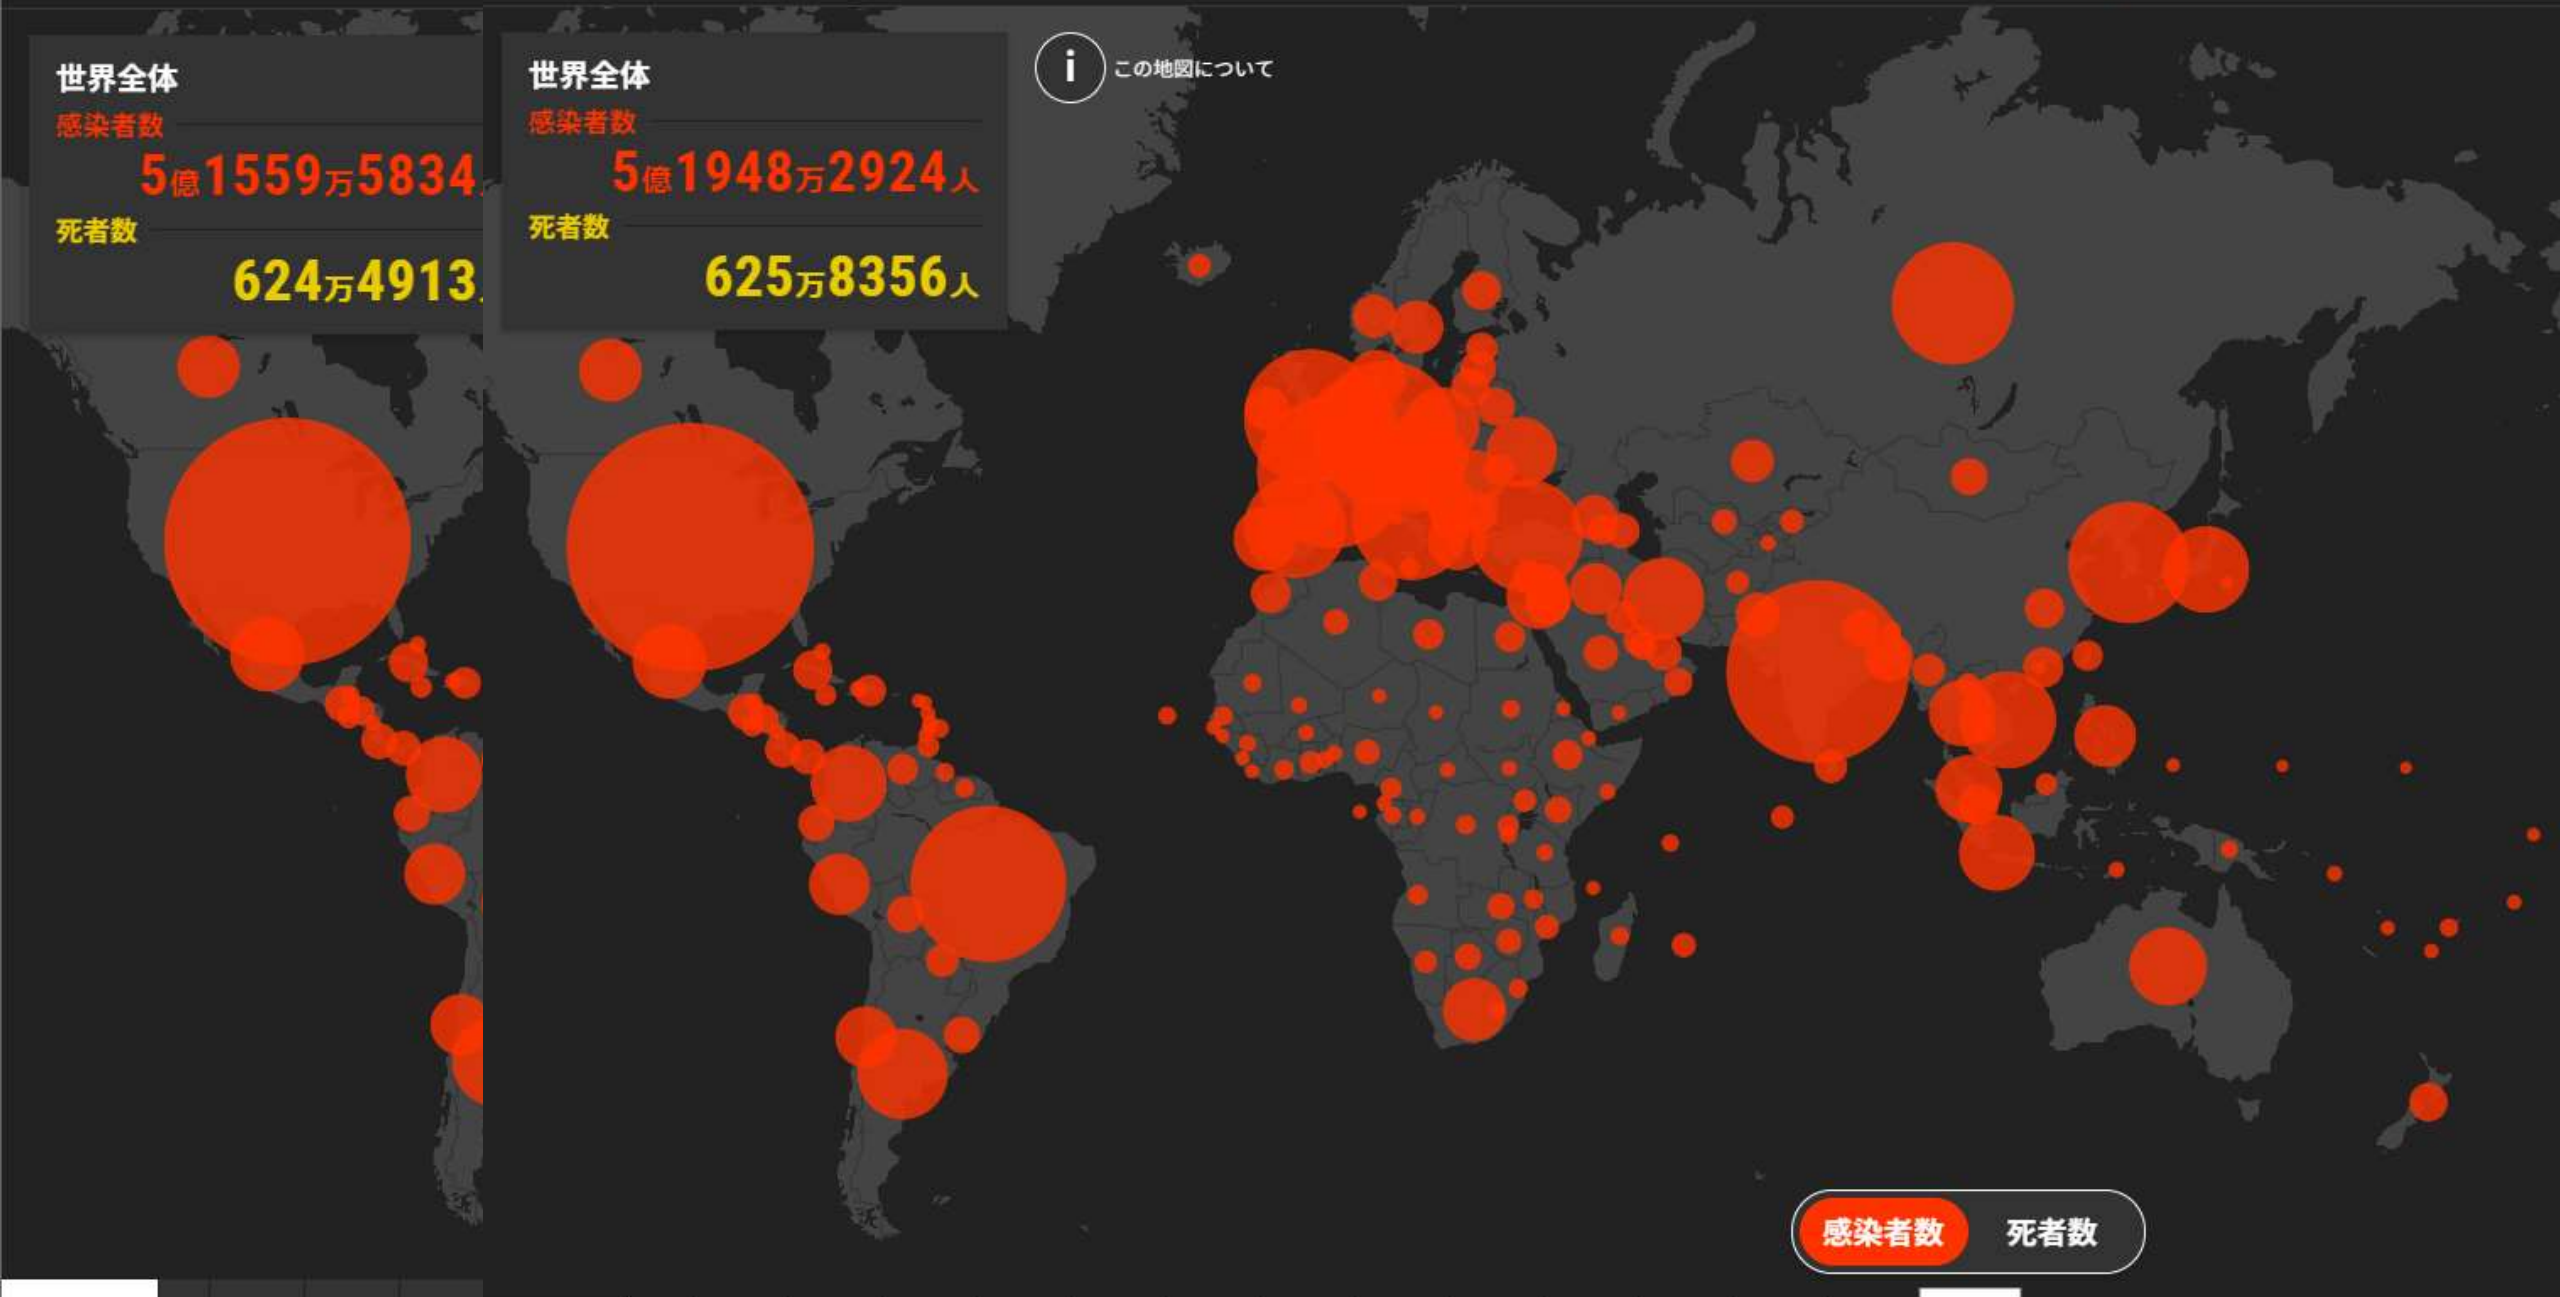 世界全体
感染者数
5億1559万5834
死者数
624万4913
世界全体
感染者数
5億1948万2924人
死者数
625万8356人
i この地図について
感染者数 死者数